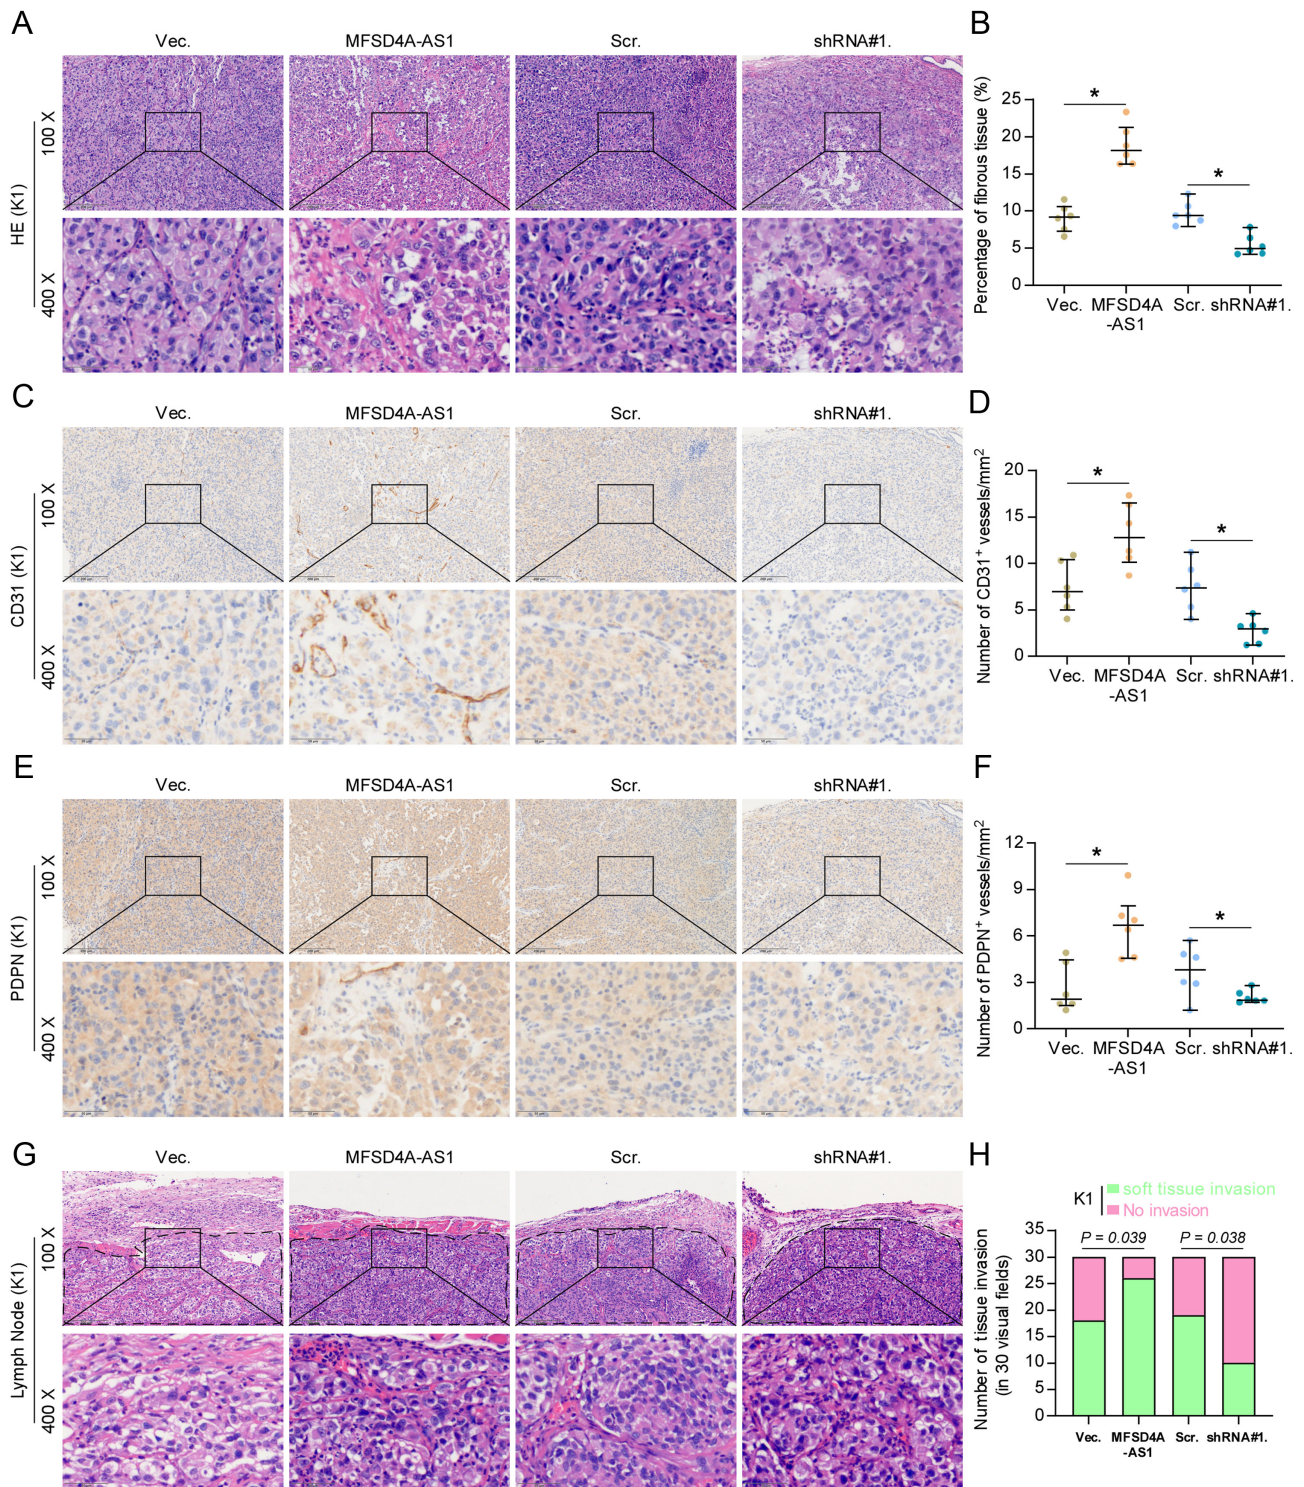 A
Vec.
MFSD4A-AS1
Scr.
shRNA#1.
100 X
400 X
HE (K1)
B
Percentage of fibrous tissue (%)
25
20
15
10
5
0
*
*
Vec.
MFSD4A
-AS1
Scr.
shRNA#1.
C
Vec.
MFSD4A-AS1
Scr.
shRNA#1.
100 X
400 X
CD31 (K1)
D
Number of CD31⁺ vessels/mm²
20
15
10
5
0
*
*
Vec.
MFSD4A
-AS1
Scr.
shRNA#1.
E
Vec.
MFSD4A-AS1
Scr.
shRNA#1.
100 X
400 X
PDPN (K1)
F
Number of PDPN⁺ vessels/mm²
12
9
6
3
0
*
*
Vec.
MFSD4A
-AS1
Scr.
shRNA#1.
G
Vec.
MFSD4A-AS1
Scr.
shRNA#1.
100 X
400 X
Lymph Node (K1)
H
K1
soft tissue invasion
No invasion
Number of tissue invasion
(in 30 visual fields)
35
30
25
20
15
10
5
0
P = 0.039
P = 0.038
Vec.
MFSD4A
-AS1
Scr.
shRNA#1.